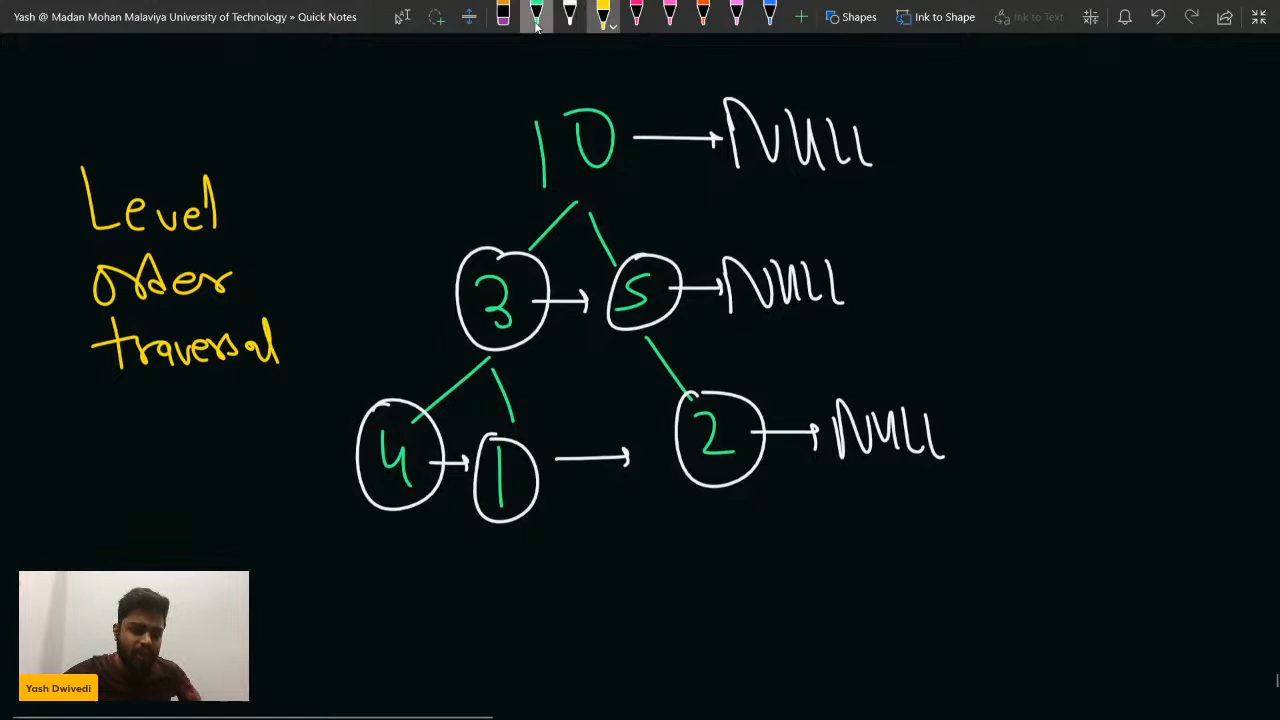 Yash @ Madan Mohan Malaviya University of Technology » Quick Notes
Shapes
Ink to Shape
Ink to Text
10 → NULL
Level
order
traversal
3 → 5 → NULL
4 → 1 → 2 → NULL
Yash Dwivedi